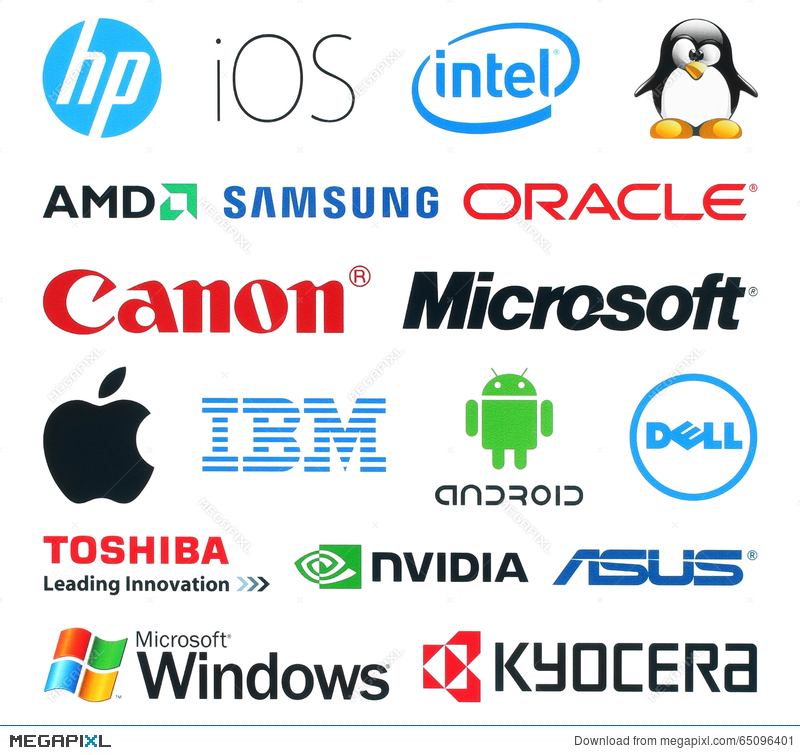 hp iOS intel®
AMD SAMSUNG ORACLE®
Canon® Microsoft®
IBM DELL
ANDROID
TOSHIBA
Leading Innovation >>> NVIDIA ASUS®
Microsoft®
Windows™ KYOCERA
MEGAPIXL Download from megapixl.com/65096401